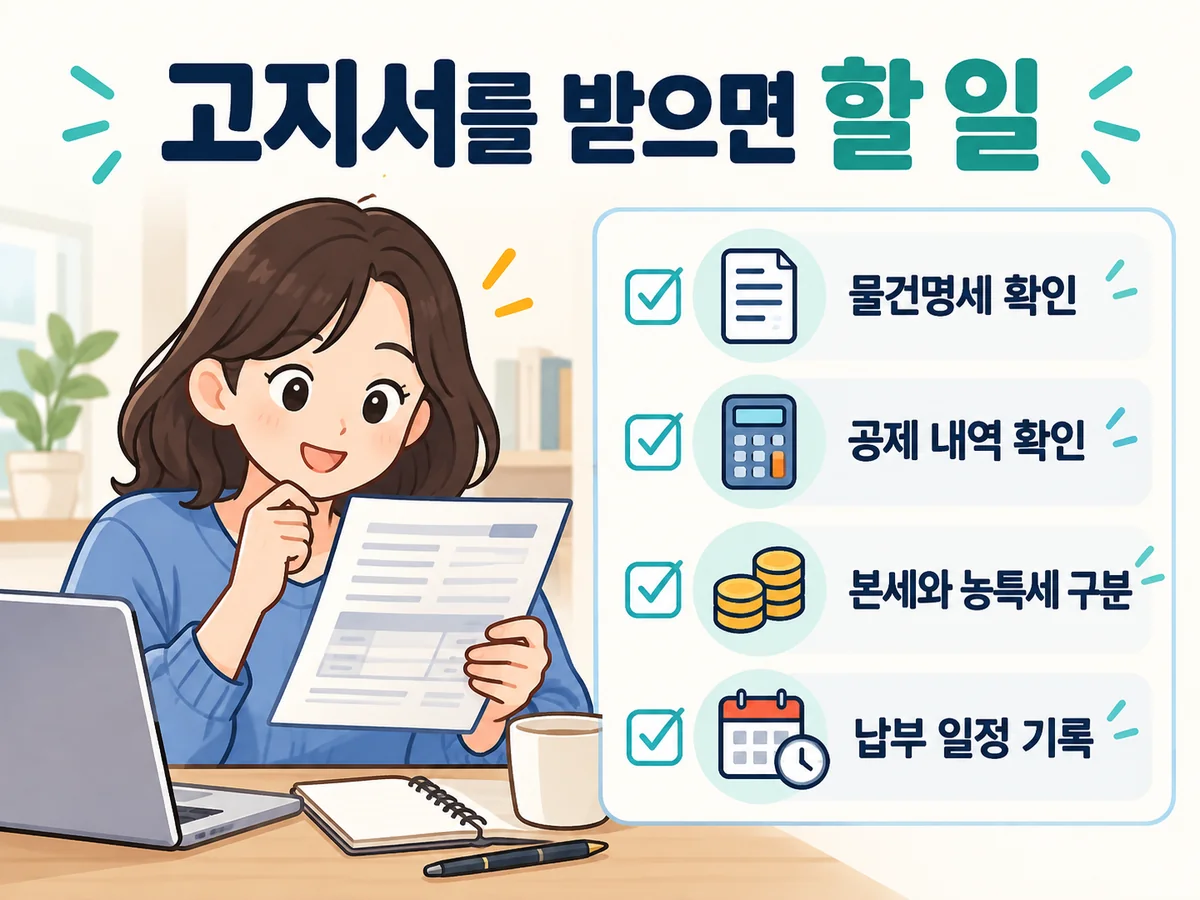 고지서를 받으면 할 일
물건명세 확인
공제 내역 확인
본세와 농특세 구분
납부 일정 기록